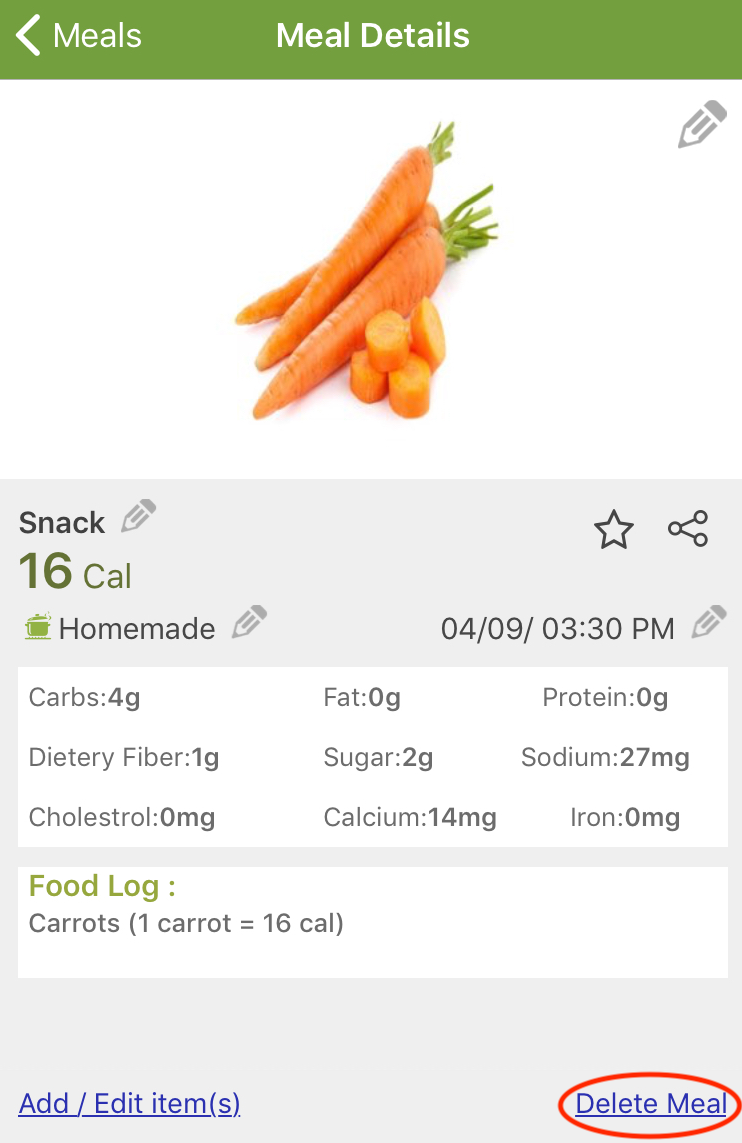 Meals Meal Details
Snack
16 Cal
Homemade 04/09/ 03:30 PM
Carbs:4g Fat:0g Protein:0g
Dietery Fiber:1g Sugar:2g Sodium:27mg
Cholestrol:0mg Calcium:14mg Iron:0mg
Food Log :
Carrots (1 carrot = 16 cal)
Add / Edit item(s) Delete Meal